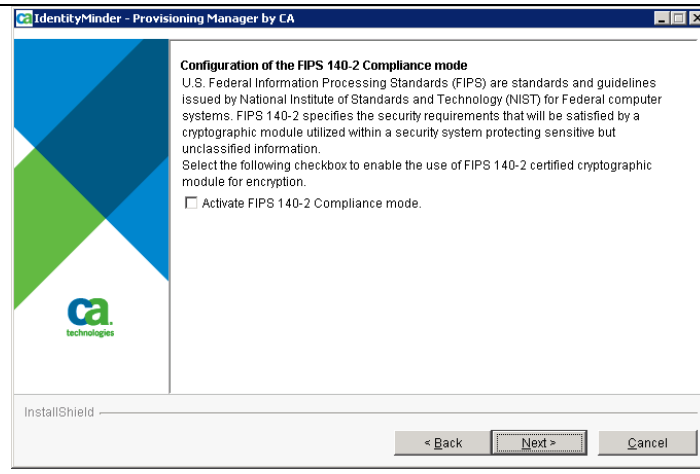 IdentityMinder - Provisioning Manager by CA
Configuration of the FIPS 140-2 Compliance mode
U.S. Federal Information Processing Standards (FIPS) are standards and guidelines
issued by National Institute of Standards and Technology (NIST) for Federal computer
systems. FIPS 140-2 specifies the security requirements that will be satisfied by a
cryptographic module utilized within a security system protecting sensitive but
unclassified information.
Select the following checkbox to enable the use of FIPS 140-2 certified cryptographic
module for encryption.
Activate FIPS 140-2 Compliance mode.
ca.
technologies
InstallShield
< Back
Next >
Cancel